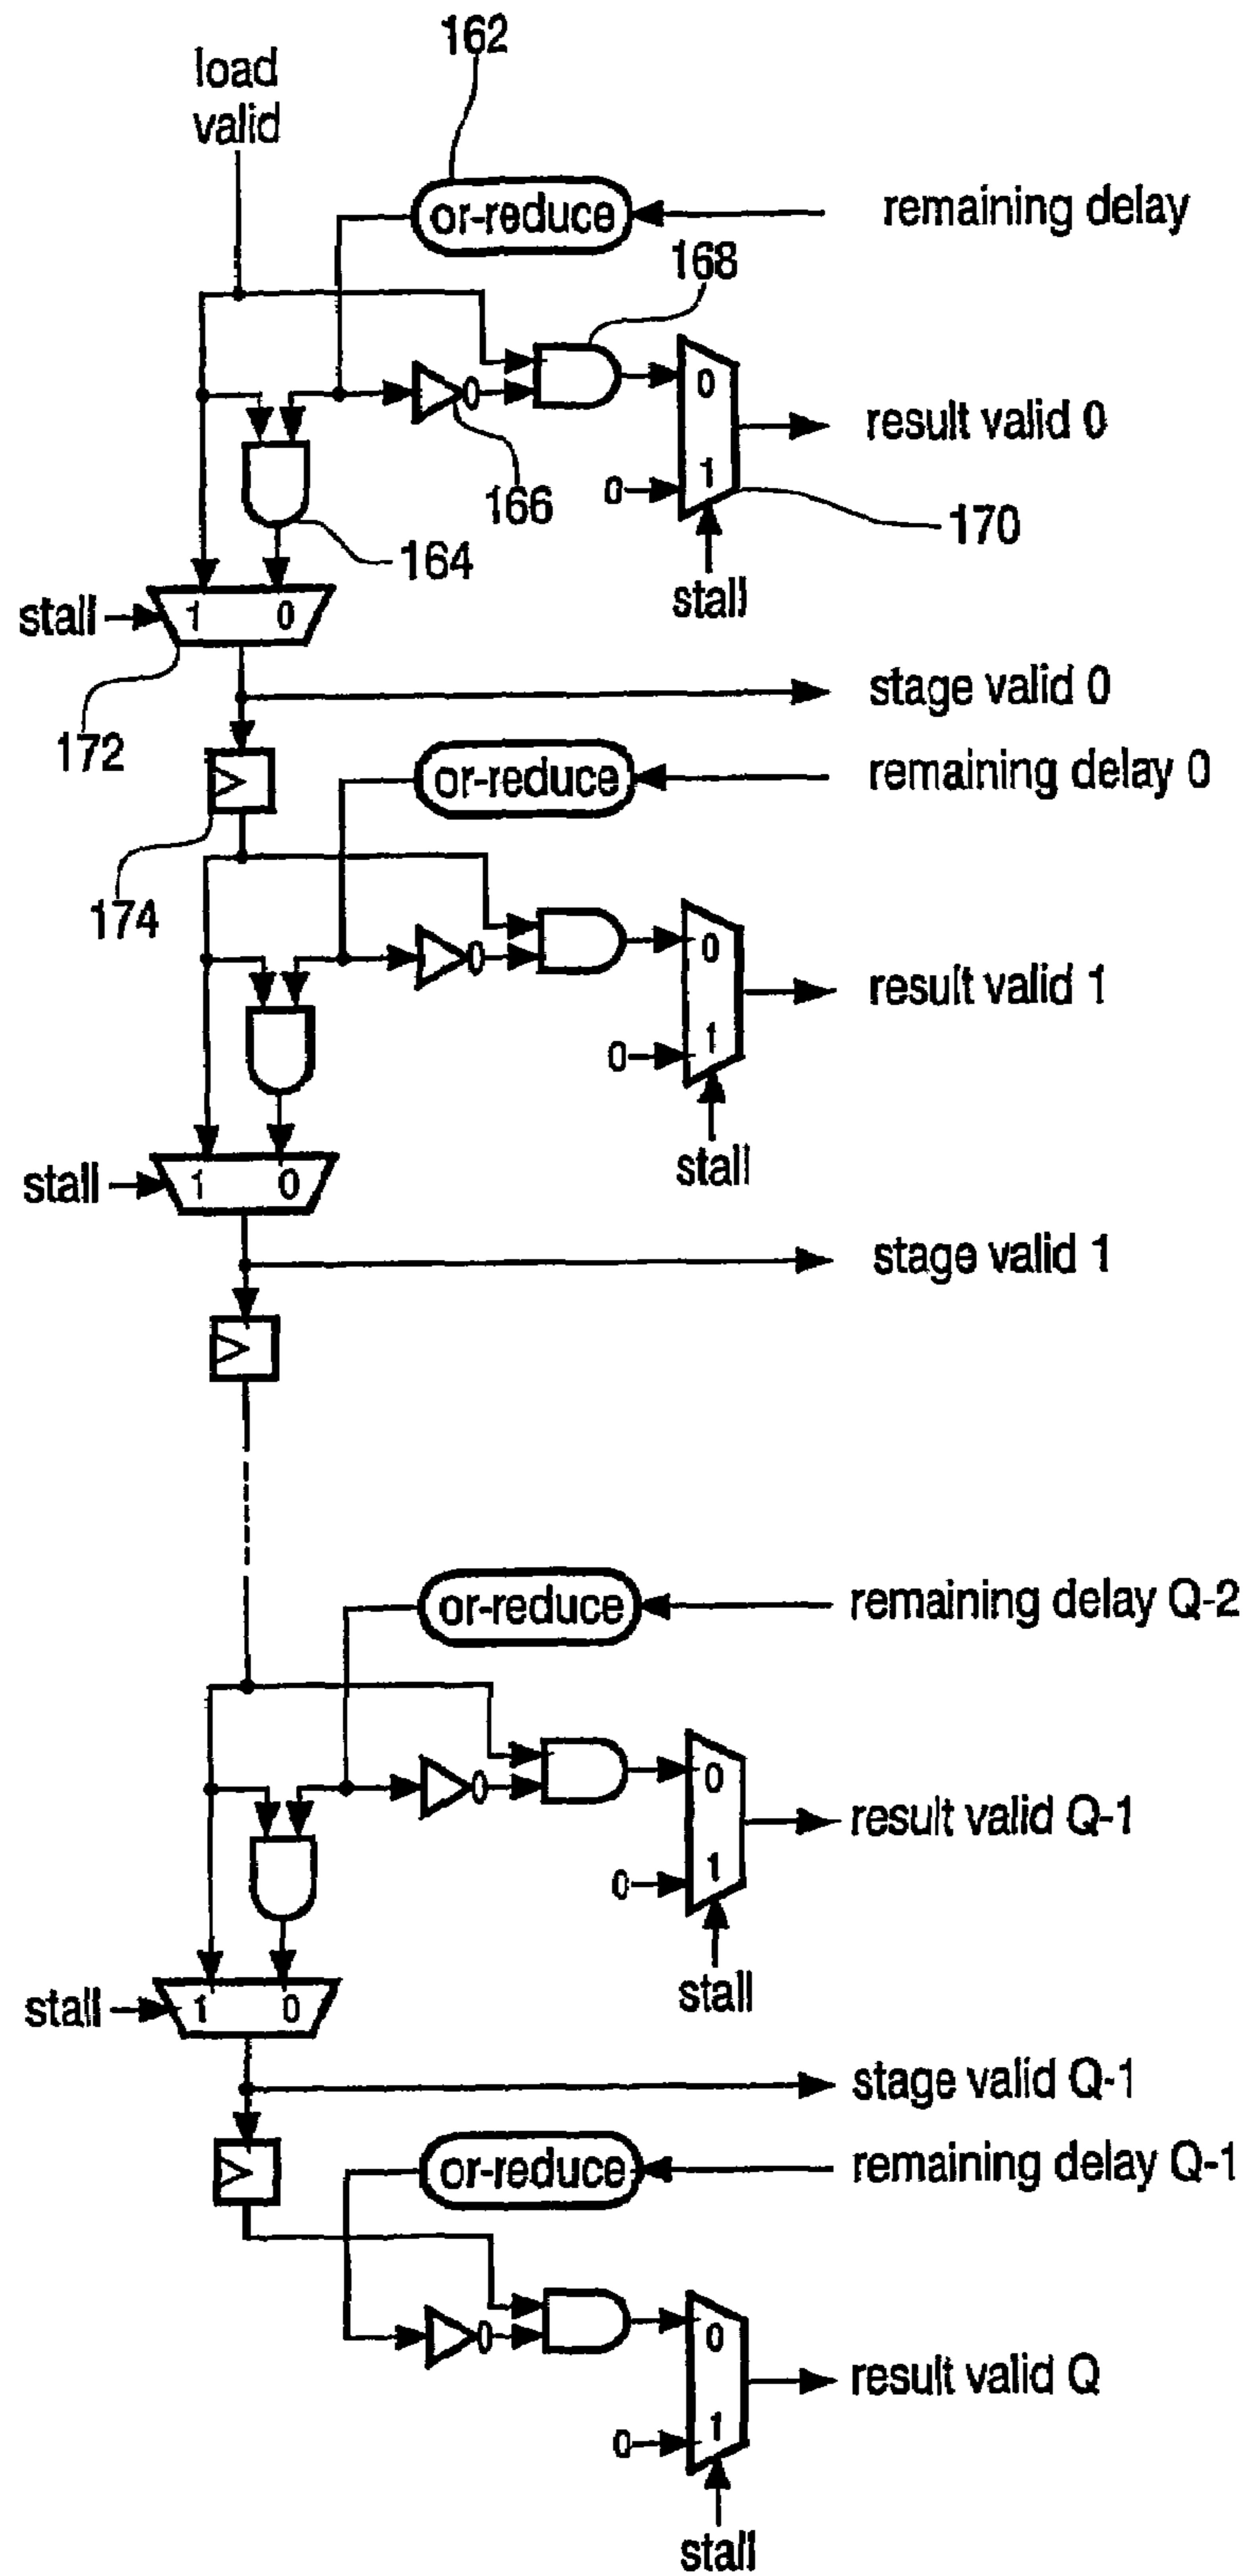 162
load
valid
or-reduce
remaining delay
168
0
result valid 0
1
0
166
170
164
stall
stall
1 0
stage valid 0
172
or-reduce
remaining delay 0
174
0
result valid 1
1
0
stall
stall
1 0
stage valid 1
or-reduce
remaining delay Q-2
0
result valid Q-1
1
0
stall
stall
1 0
stage valid Q-1
or-reduce
remaining delay Q-1
0
result valid Q
1
0
stall